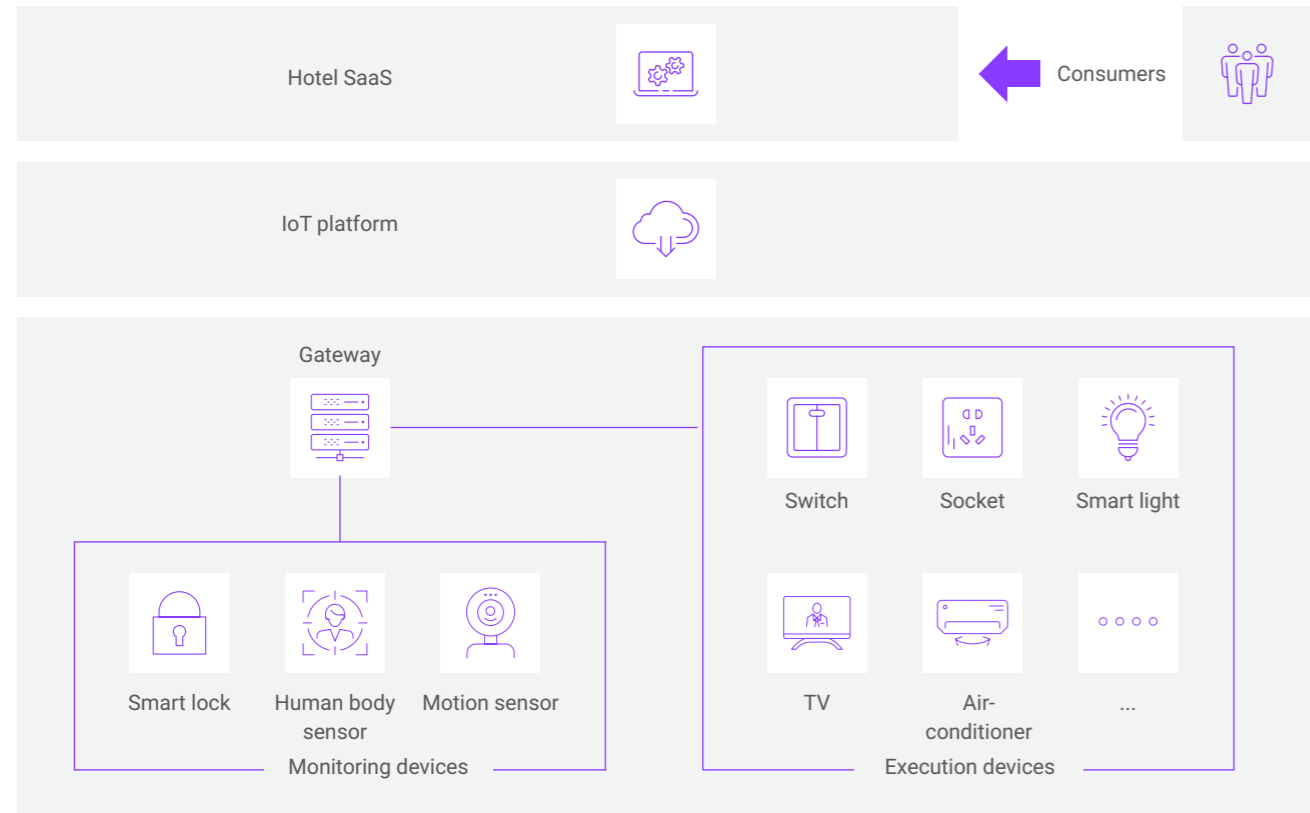 Hotel SaaS
Consumers
IoT platform
Gateway
Switch
Socket
Smart light
Smart lock
Human body
sensor
Motion sensor
TV
Air-
conditioner
...
Monitoring devices
Execution devices